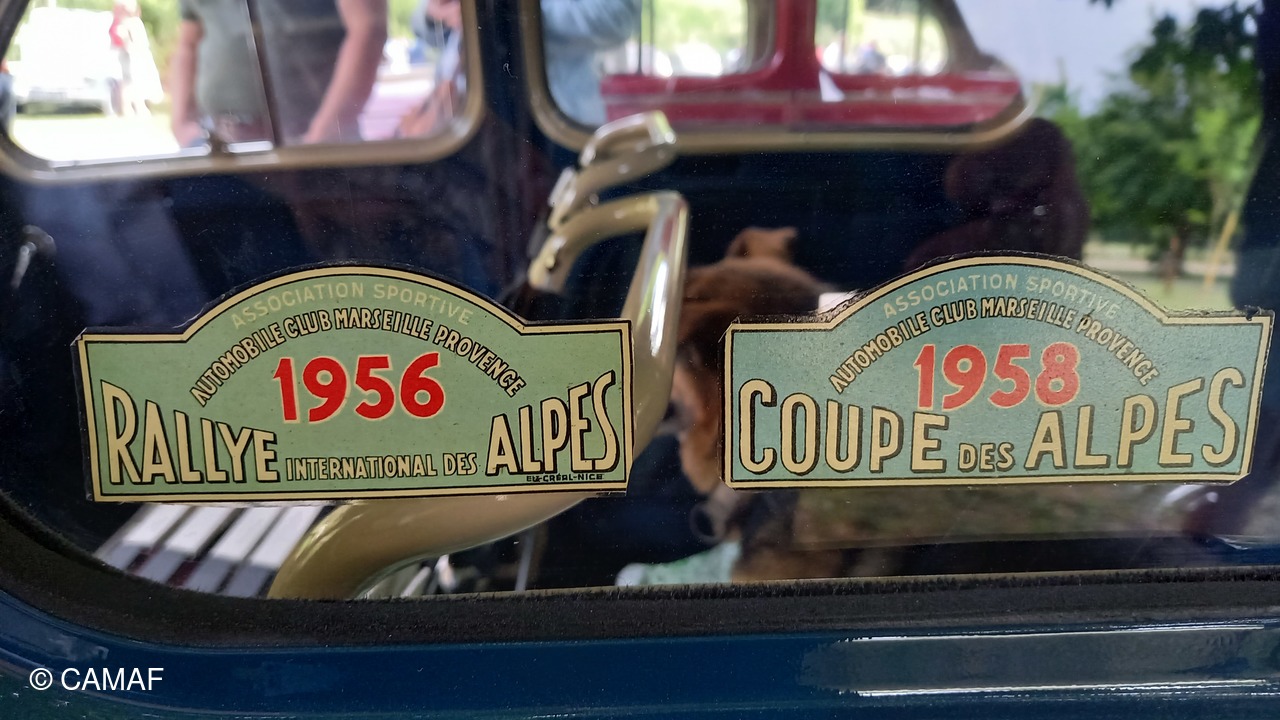 ASSOCIATION SPORTIVE
AUTOMOBILE CLUB MARSEILLE PROVENCE
1956
RALLYE INTERNATIONAL DES ALPES
ASSOCIATION SPORTIVE
AUTOMOBILE CLUB MARSEILLE PROVENCE
1958
COUPE DES ALPES
© CAMAF